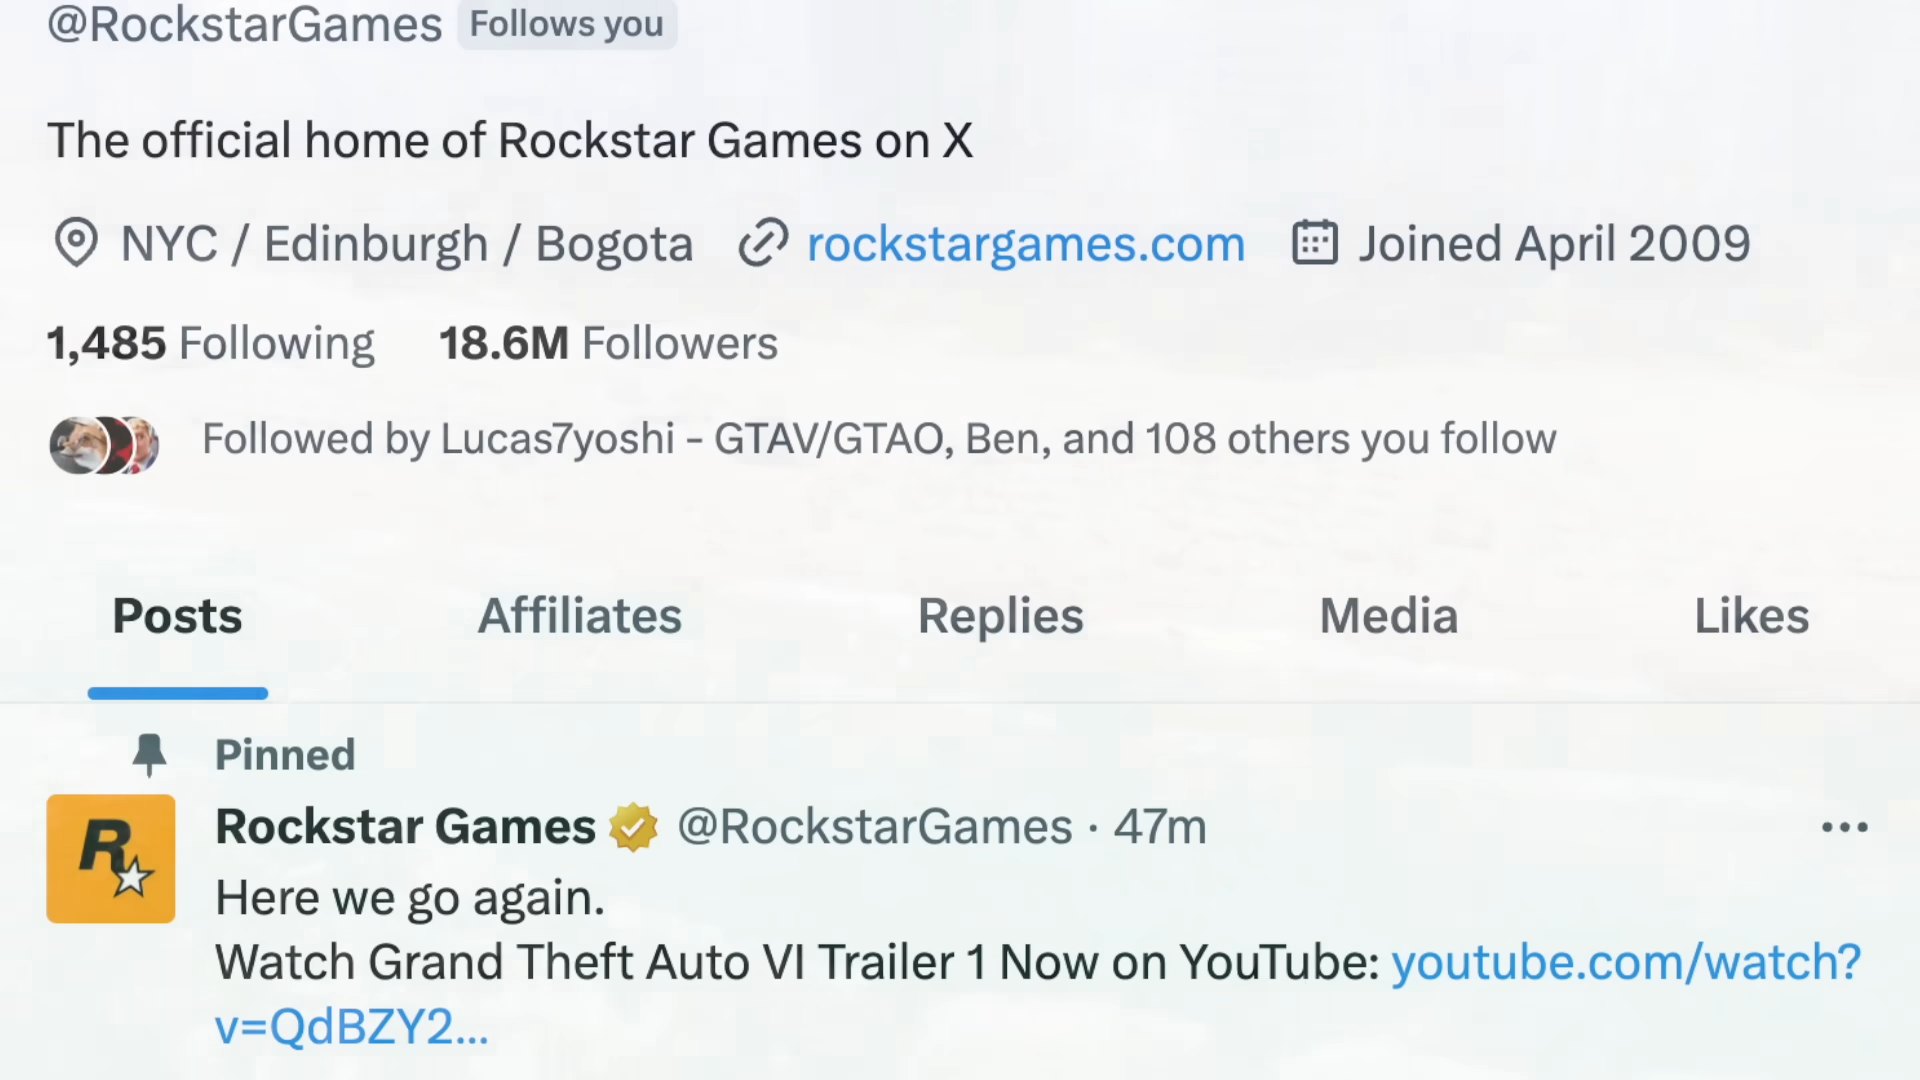 @RockstarGames Follows you
The official home of Rockstar Games on X
NYC / Edinburgh / Bogota rockstargames.com Joined April 2009
1,485 Following 18.6M Followers
Followed by Lucas7yoshi - GTAV/GTAO, Ben, and 108 others you follow
Posts Affiliates Replies Media Likes
Pinned
R
Rockstar Games @RockstarGames · 47m
Here we go again.
Watch Grand Theft Auto VI Trailer 1 Now on YouTube: youtube.com/watch?
v=QdBZY2...